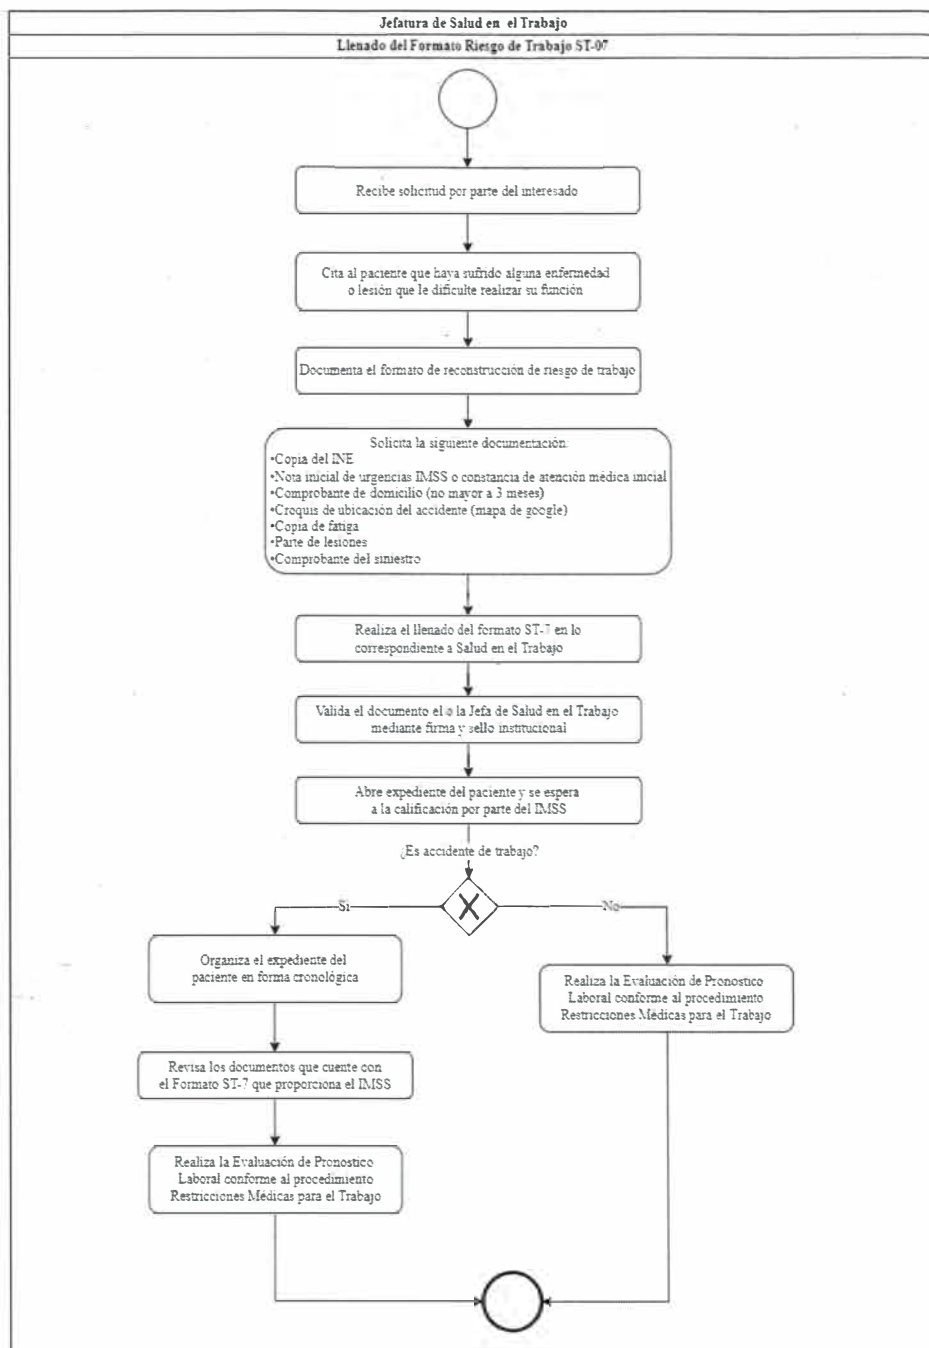 Jefatura de Salud en el Trabajo
Llenado del Formato Riesgo de Trabajo ST-07
Recibe solicitud por parte del interesado
Cita al paciente que haya sufrido alguna enfermedad
o lesión que le dificulte realizar su función
Documenta el formato de reconstrucción de riesgo de trabajo
Solicita la siguiente documentación
•Copia del INE
•Nota inicial de urgencias IMSS o constancia de atención médica inicial
•Comprobante de domicilio (no mayor a 3 meses)
•Croquis de ubicación del accidente (mapa de google)
•Copia de fatiga
•Parte de lesiones
•Comprobante del siniestro
Realiza el llenado del formato ST-7 en lo
correspondiente a Salud en el Trabajo
Valida el documento el o la Jefa de Salud en el Trabajo
mediante firma y sello institucional
Abre expediente del paciente y se espera
a la calificación por parte del IMSS
¿Es accidente de trabajo?
Si
No
Organiza el expediente del
paciente en forma cronológica
Realiza la Evaluación de Pronostico
Laboral conforme al procedimiento
Restricciones Médicas para el Trabajo
Revisa los documentos que cuente con
el Formato ST-7 que proporciona el IMSS
Realiza la Evaluación de Pronostico
Laboral conforme al procedimiento
Restricciones Médicas para el Trabajo